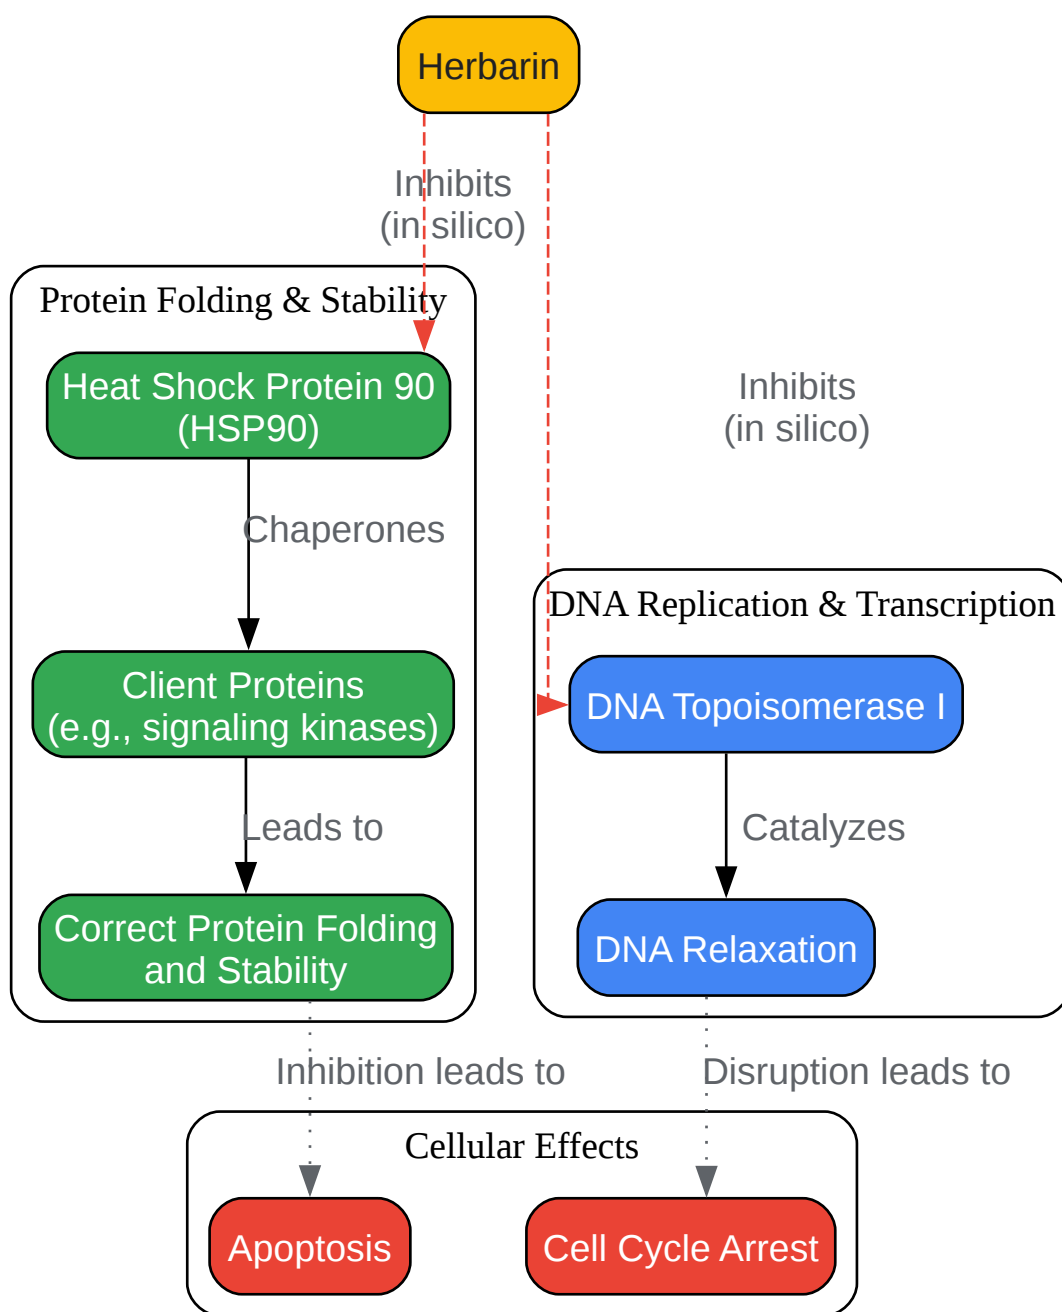 Herbarin
Inhibits
(in silico)
Protein Folding & Stability
Heat Shock Protein 90
(HSP90)
Inhibits
(in silico)
Chaperones
DNA Replication & Transcription
Client Proteins
(e.g., signaling kinases)
DNA Topoisomerase I
Leads to
Catalyzes
Correct Protein Folding
and Stability
DNA Relaxation
Inhibition leads to
Disruption leads to
Cellular Effects
Apoptosis
Cell Cycle Arrest